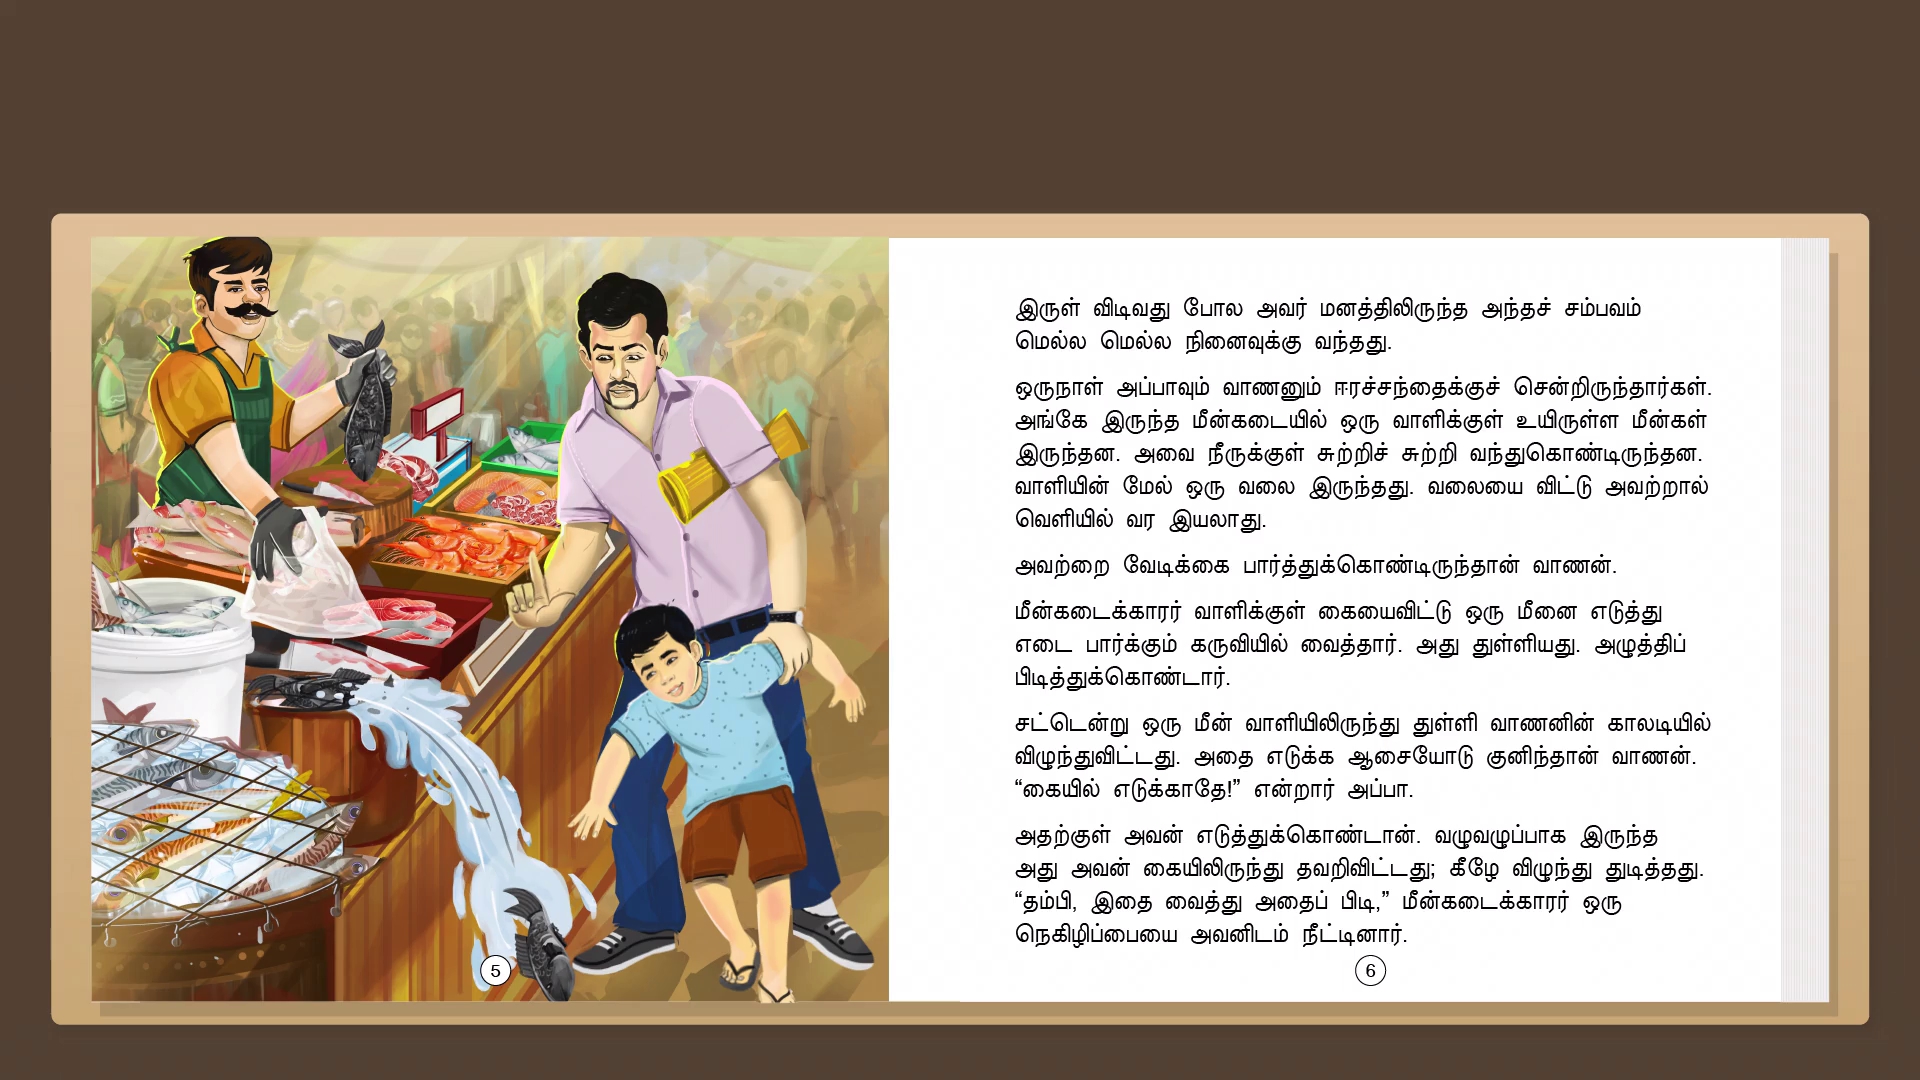 இருள் விடிவது போல அவர் மனத்திலிருந்த அந்தச் சம்பவம்
மெல்ல மெல்ல நினைவுக்கு வந்தது.
ஒருநாள் அப்பாவும் வாணனும் ஈரச்சந்தைக்குச் சென்றிருந்தார்கள்.
அங்கே இருந்த மீன்கடையில் ஒரு வாளிக்குள் உயிருள்ள மீன்கள்
இருந்தன. அவை நீருக்குள் சுற்றிச் சுற்றி வந்துகொண்டிருந்தன.
வாளியின் மேல் ஒரு வலை இருந்தது. வலையை விட்டு அவற்றால்
வெளியில் வர இயலாது.
அவற்றை வேடிக்கை பார்த்துக்கொண்டிருந்தான் வாணன்.
மீன்கடைக்காரர் வாளிக்குள் கையைவிட்டு ஒரு மீனை எடுத்து
எடை பார்க்கும் கருவியில் வைத்தார். அது துள்ளியது. அழுத்திப்
பிடித்துக்கொண்டார்.
சட்டென்று ஒரு மீன் வாளியிலிருந்து துள்ளி வாணனின் காலடியில்
விழுந்துவிட்டது. அதை எடுக்க ஆசையோடு குனிந்தான் வாணன்.
“கையில் எடுக்காதே!” என்றார் அப்பா.
அதற்குள் அவன் எடுத்துக்கொண்டான். வழுவழுப்பாக இருந்த
அது அவன் கையிலிருந்து தவறிவிட்டது; கீழே விழுந்து துடித்தது.
“தம்பி, இதை வைத்து அதைப் பிடி,” மீன்கடைக்காரர் ஒரு
நெகிழிப்பையை அவனிடம் நீட்டினார்.
5
6